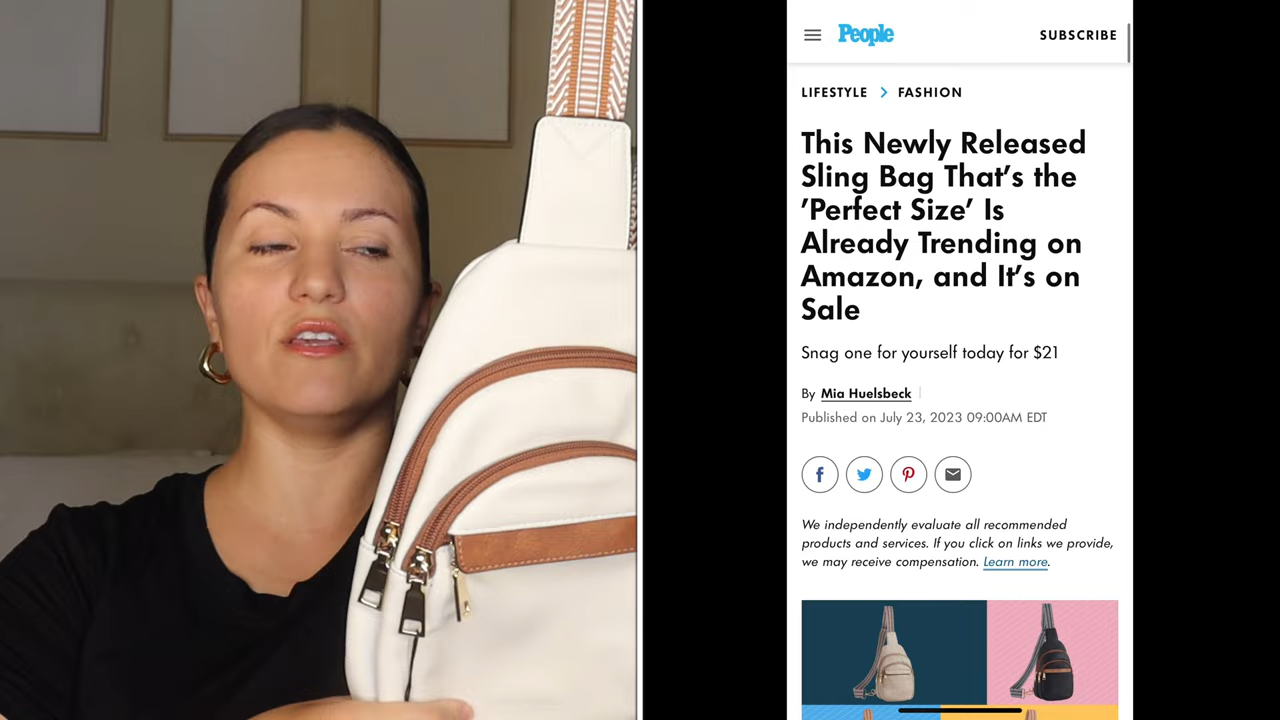 People
SUBSCRIBE
LIFESTYLE > FASHION
This Newly Released
Sling Bag That's the
'Perfect Size' Is
Already Trending on
Amazon, and It's on
Sale
Snag one for yourself today for $21
By Mia Huelsbeck
Published on July 23, 2023 09:00AM EDT
We independently evaluate all recommended
products and services. If you click on links we provide,
we may receive compensation. Learn more.